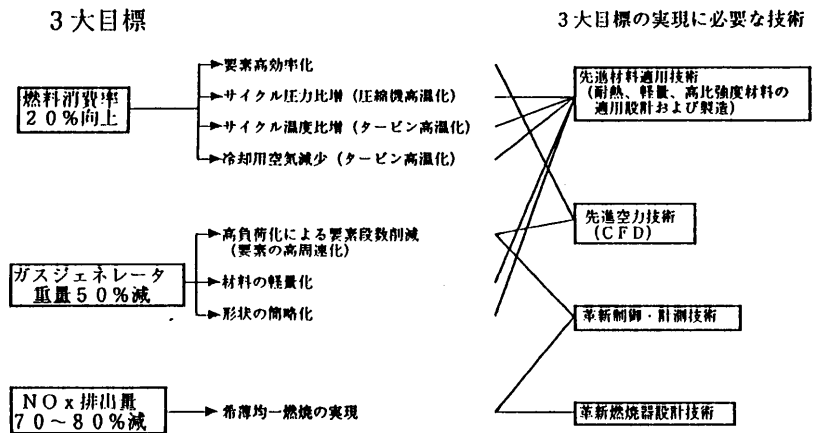 3大目標
3大目標の実現に必要な技術
燃料消費率
20%向上
要素高効率化
サイクル圧力比増（圧縮機高温化）
サイクル温度比増（タービン高温化）
冷却用空気減少（タービン高温化）
先進材料適用技術
（耐熱、軽量、高比強度材料の
適用設計および製造）
先進空力技術
（CFD）
ガスジェネレータ
重量50%減
高負荷化による要素段数削減
（要素の高周速化）
材料の軽量化
形状の簡略化
革新制御・計測技術
NOx排出量
70～80%減
希薄均一燃焼の実現
革新燃焼器設計技術